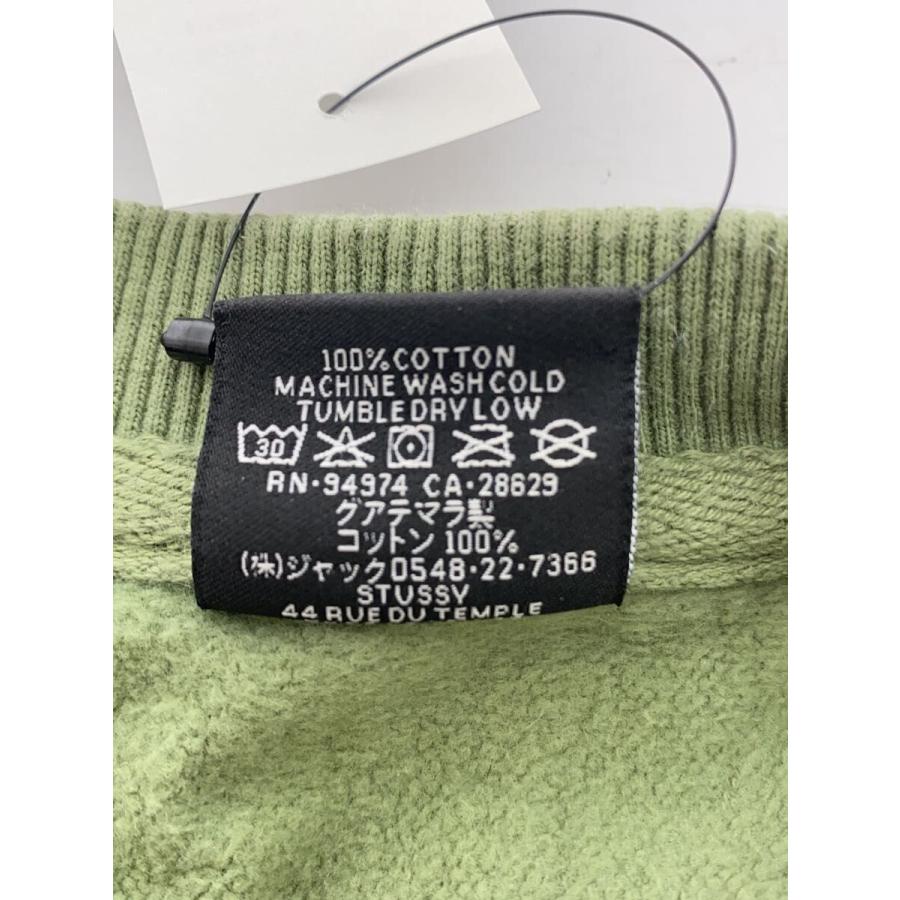 100% COTTON
MACHINE WASH COLD
TUMBLE DRY LOW
30
RN·94974 CA·28629
グアテマラ製
コットン 100%
(株)ジャック0548·22·7366
STUSSY
44 RUE DU TEMPLE